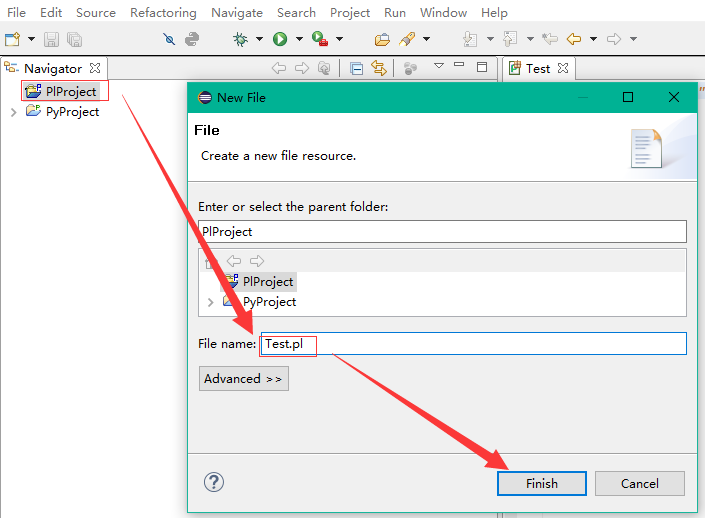 File Edit Source Refactoring Navigate Search Project Run Window Help
Navigator
Test
PlProject
PyProject
New File
File
Create a new file resource.
Enter or select the parent folder:
PlProject
PlProject
PyProject
File name: Test.pl
Advanced >>
Finish Cancel